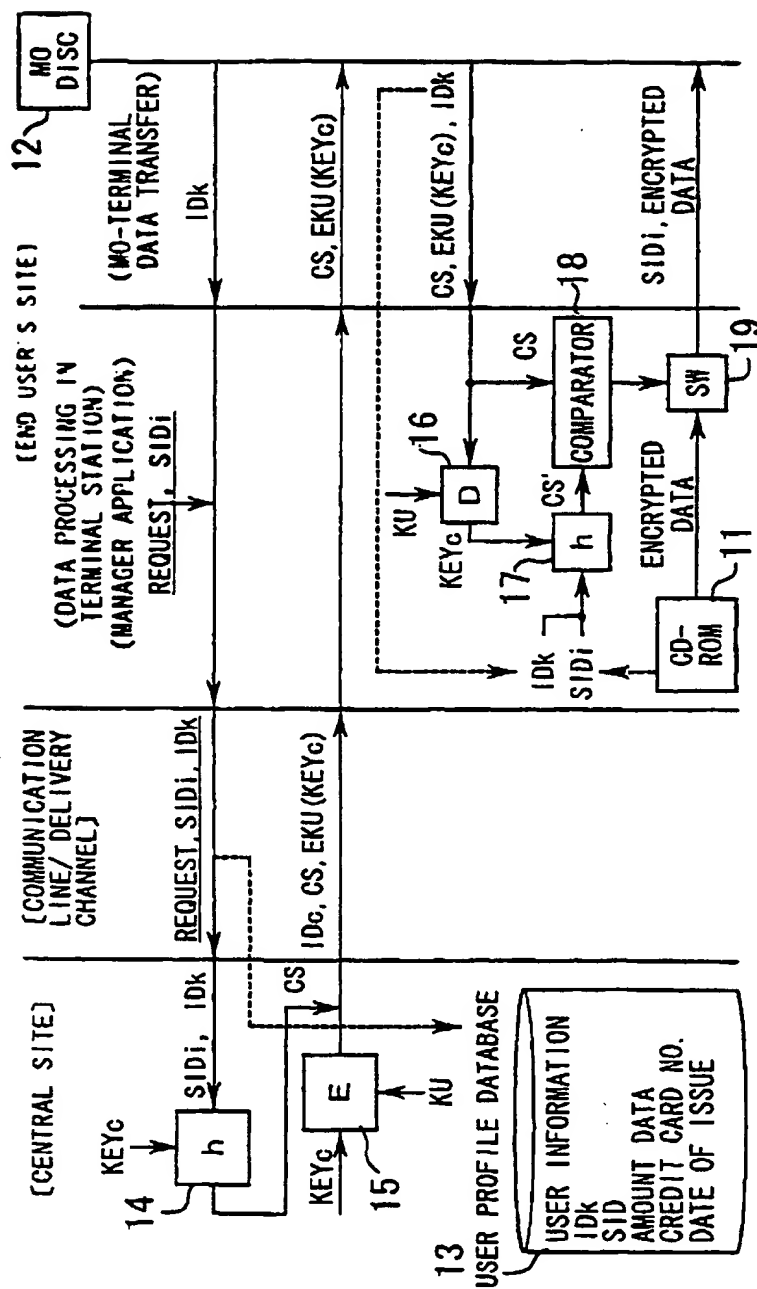 [CENTRAL SITE]
KEYc
SIDi, IDk
14
h
CS
KEYc
E
15
KU
13
USER PROFILE DATABASE
USER INFORMATION
IDk
SID
AMOUNT DATA
CREDIT CARD NO.
DATE OF ISSUE
[COMMUNICATION
LINE/ DELIVERY
CHANNEL]
REQUEST, SIDi, IDk
IDc, CS, EKU(KEYc)
[END USER'S SITE]
(DATA PROCESSING IN
TERMINAL STATION)
(MANAGER APPLICATION)
REQUEST, SIDi
KU
16
D
KEYc
CS
17
h
CS'
COMPARATOR
18
IDk
SIDi
CD-
ROM
11
ENCRYPTED
DATA
SW
19
12
MO
DISC
(MO-TERMINAL
DATA TRANSFER)
IDk
CS, EKU(KEYc)
IDk
CS, EKU(KEYc), IDk
SIDi, ENCRYPTED
DATA